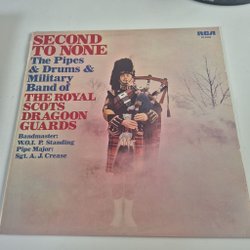 SECOND
TO NONE
The Pipes
& Drums &
Military
Band of
THE ROYAL
SCOTS
DRAGOON
GUARDS
Bandmaster:
W.O.I. P. Standing
Pipe Major:
Sgt. A. J. Crease
RCA